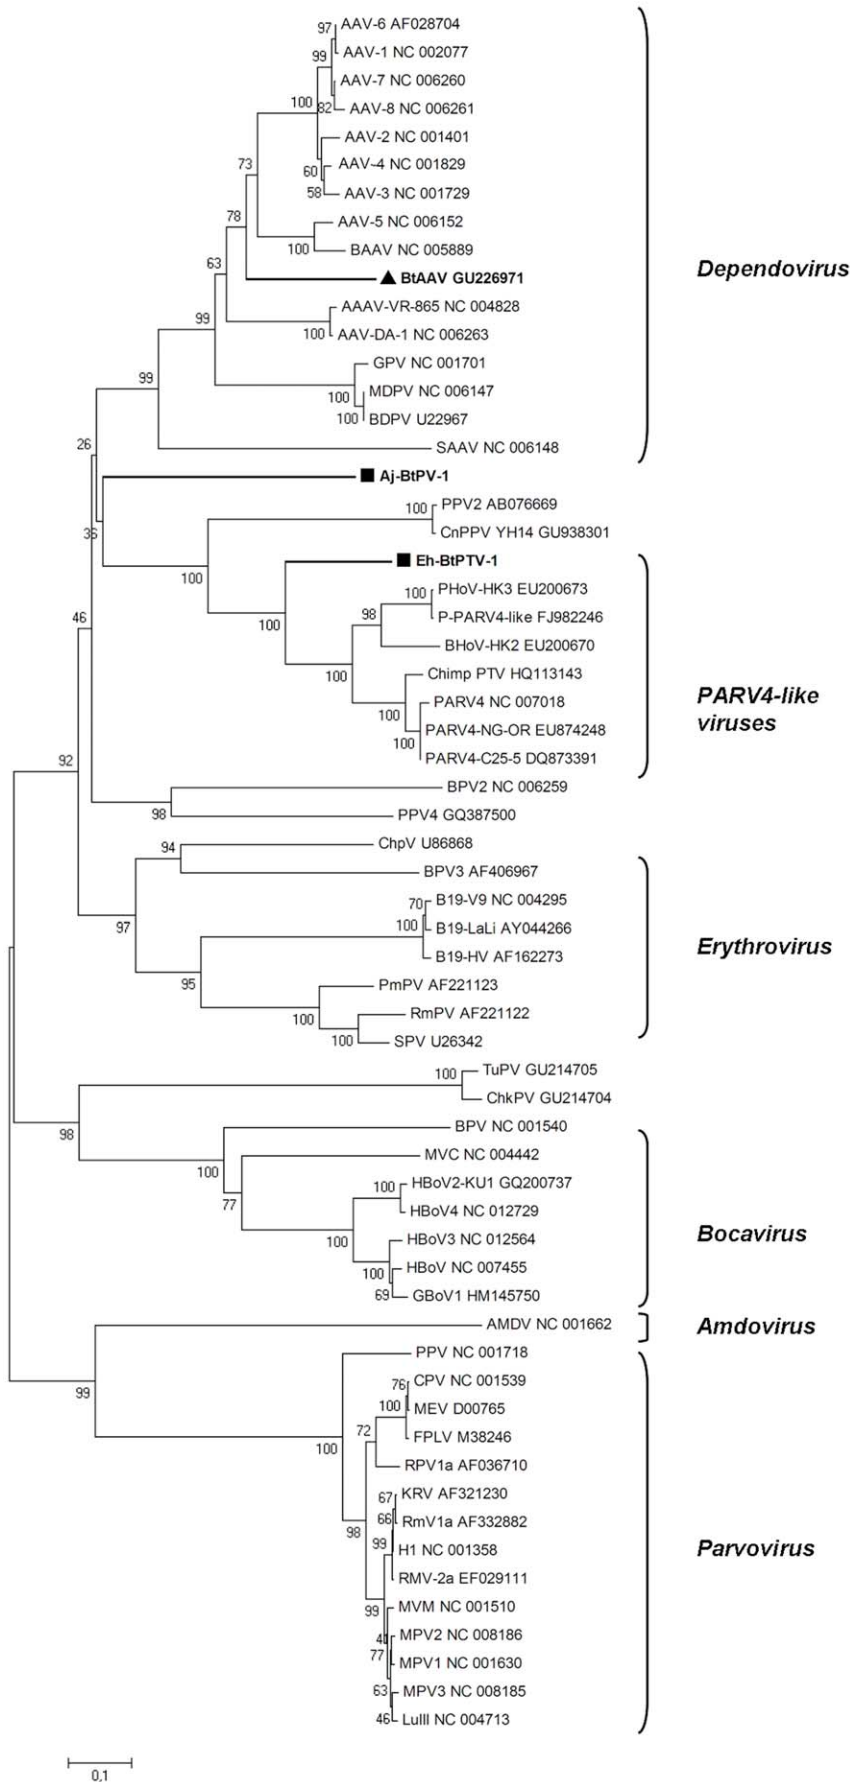 AAV-6 AF028704
97
AAV-1 NC 002077
99
AAV-7 NC 006260
100
82
AAV-8 NC 006261
AAV-2 NC 001401
73
AAV-4 NC 001829
60
58
AAV-3 NC 001729
78
AAV-5 NC 006152
100
BAAV NC 005889
63
Dependovirus
BtAAV GU226971
AAAV-VR-865 NC 004828
99
100
AAV-DA-1 NC 006263
GPV NC 001701
99
100
MDPV NC 006147
100
BDPV U22967
26
SAAV NC 006148
Aj-BtPV-1
100
PPV2 AB076669
36
CnPPV YH14 GU938301
100
Eh-BtPTV-1
100
PHoV-HK3 EU200673
46
98
P-PARV4-like FJ982246
100
BHoV-HK2 EU200670
100
Chimp PTV HQ113143
PARV4-like
viruses
100
PARV4 NC 007018
PARV4-NG-OR EU874248
100
PARV4-C25-5 DQ873391
92
BPV2 NC 006259
98
PPV4 GQ387500
94
ChpV U86868
BPV3 AF406967
70
B19-V9 NC 004295
97
100
B19-LaLi AY044266
Erythrovirus
B19-HV AF162273
95
PmPV AF221123
100
RmPV AF221122
100
SPV U26342
100
TuPV GU214705
ChkPV GU214704
98
BPV NC 001540
100
MVC NC 004442
77
100
HBoV2-KU1 GQ200737
HBoV4 NC 012729
100
HBoV3 NC 012564
Bocavirus
100
HBoV NC 007455
69
GBoV1 HM145750
AMDV NC 001662
Amdovirus
PPV NC 001718
99
76
CPV NC 001539
100
MEV D00765
72
FPLV M38246
100
RPV1a AF036710
67
KRV AF321230
66
RmV1a AF332882
98
99
H1 NC 001358
Parvovirus
RMV-2a EF029111
99
MVM NC 001510
MPV2 NC 008186
77
MPV1 NC 001630
63
MPV3 NC 008185
46
LuIII NC 004713
0,1